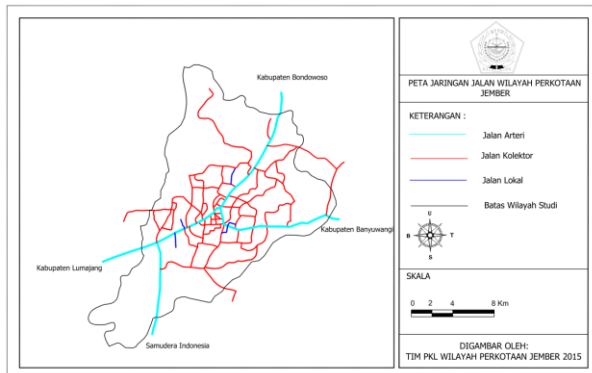 Kabupaten Bondowoso
Kabupaten Banyuwangi
Kabupaten Lumajang
Samudera Indonesia
PETA JARINGAN JALAN WILAYAH PERKOTAAN
JEMBER
KETERANGAN :
Jalan Arteri
Jalan Kolektor
Jalan Lokal
Batas Wilayah Studi
U
B T
S
SKALA
0 2 4 8 Km
DIGAMBAR OLEH:
TIM PKL WILAYAH PERKOTAAN JEMBER 2015